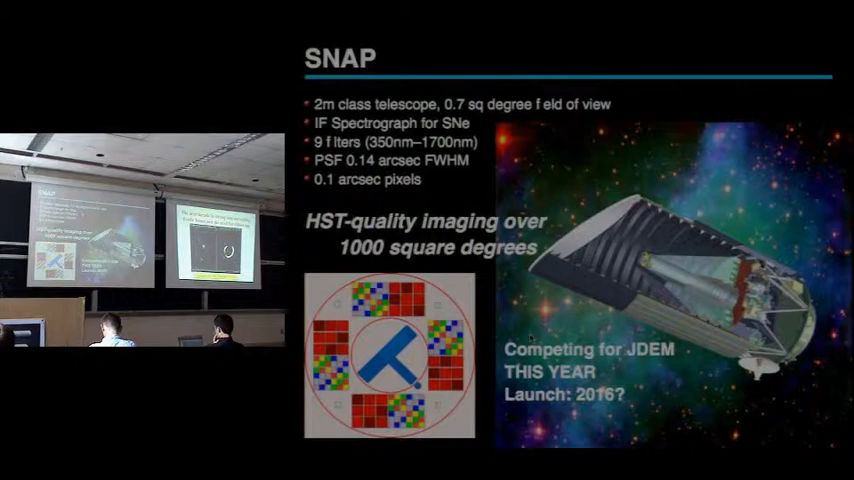 SNAP
2m class telescope, 0.7 sq degree field of view
IF Spectrograph for SNe
9 filters (350nm–1700nm)
PSF 0.14 arcsec FWHM
0.1 arcsec pixels
HST-quality imaging over
1000 square degrees
Competing for JDEM
THIS YEAR
Launch: 2016?